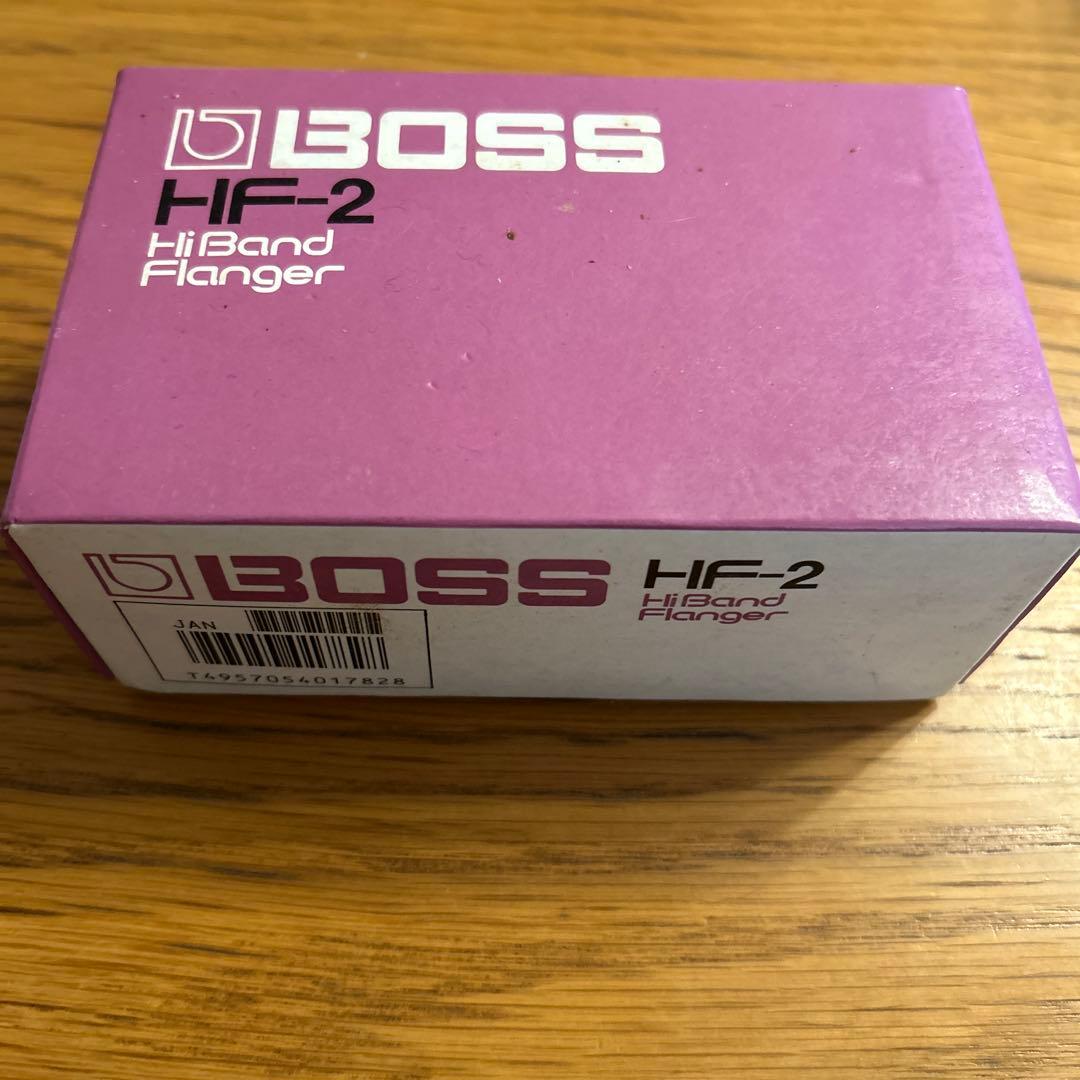 BOSS
HF-2
Hi Band
Flanger
BOSS
HF-2
Hi Band
Flanger
JAN
T4957054017828